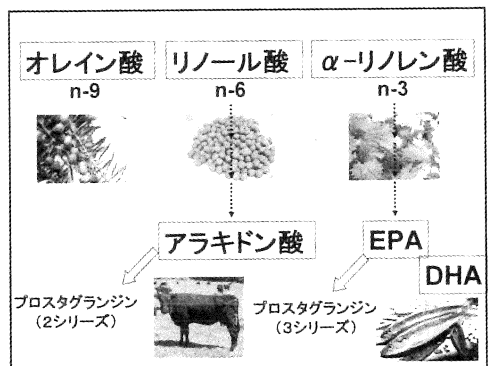 オレイン酸
リノール酸
α-リノレン酸
n-9
n-6
n-3
アラキドン酸
EPA
DHA
プロスタグランジン
(2シリーズ)
プロスタグランジン
(3シリーズ)